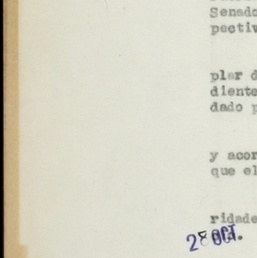 Senado
pectiv
plar d
diente
dado p
y acor
que el
ridade
28 OCT.